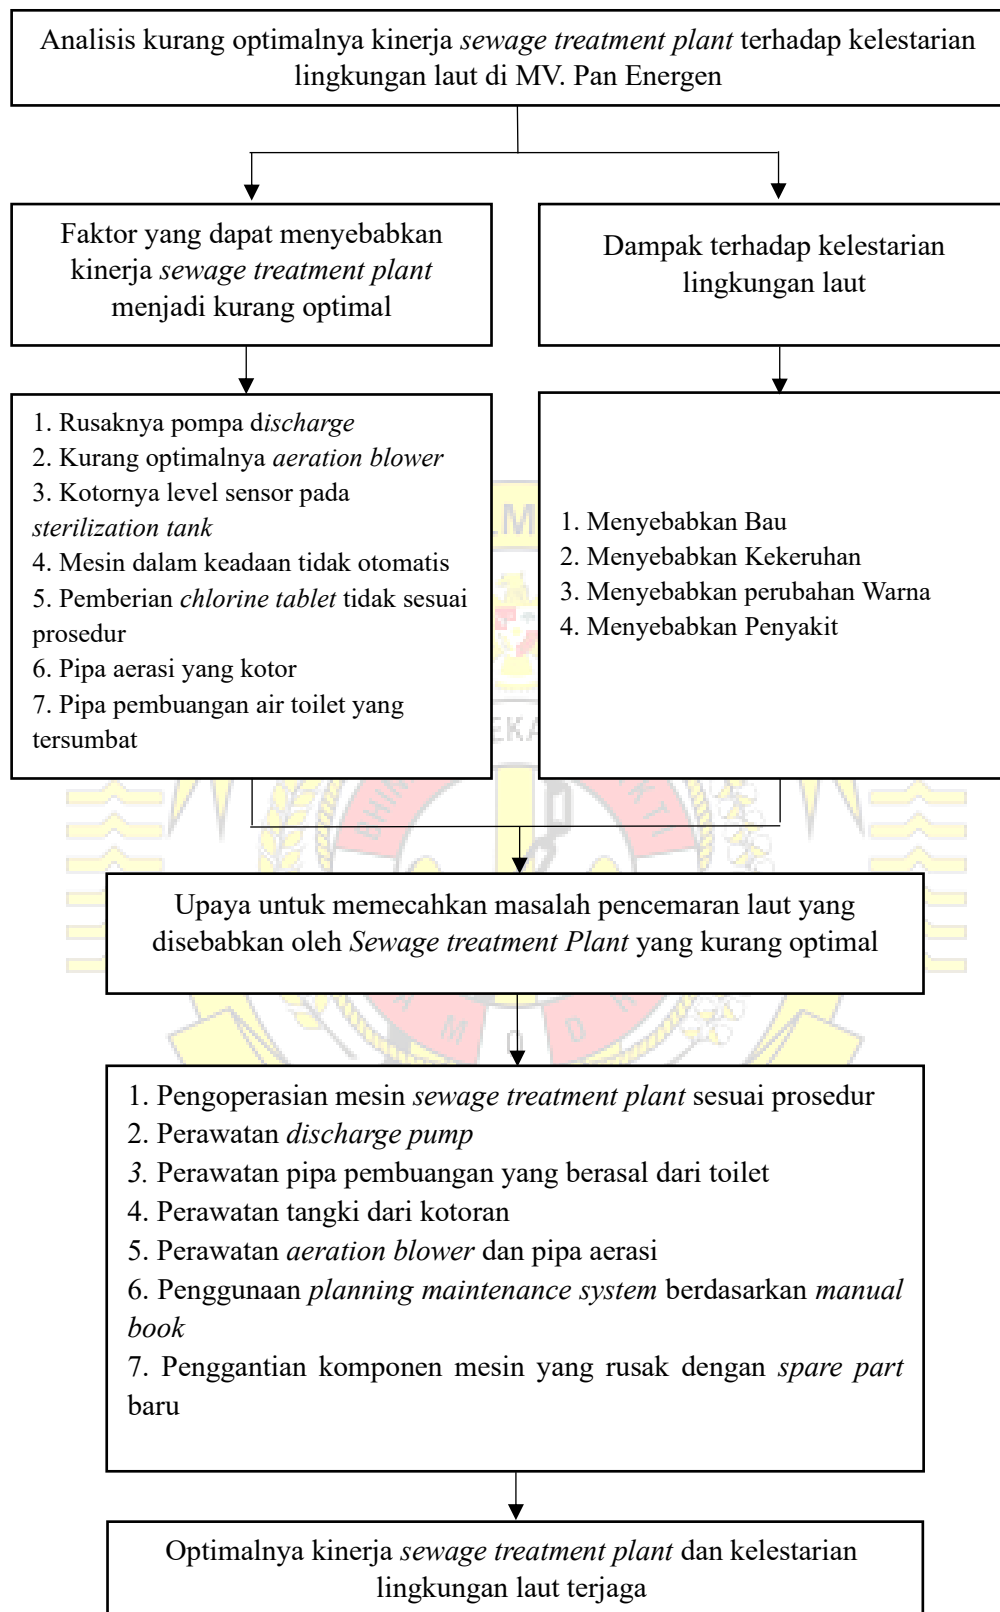 Analisis kurang optimalnya kinerja sewage treatment plant terhadap kelestarian
lingkungan laut di MV. Pan Energen
Faktor yang dapat menyebabkan
kinerja sewage treatment plant
menjadi kurang optimal
Dampak terhadap kelestarian
lingkungan laut
1. Rusaknya pompa discharge
2. Kurang optimalnya aeration blower
3. Kotornya level sensor pada
sterilization tank
4. Mesin dalam keadaan tidak otomatis
5. Pemberian chlorine tablet tidak sesuai
prosedur
6. Pipa aerasi yang kotor
7. Pipa pembuangan air toilet yang
tersumbat
1. Menyebabkan Bau
2. Menyebabkan Kekeruhan
3. Menyebabkan perubahan Warna
4. Menyebabkan Penyakit
Upaya untuk memecahkan masalah pencemaran laut yang
disebabkan oleh Sewage treatment Plant yang kurang optimal
1. Pengoperasian mesin sewage treatment plant sesuai prosedur
2. Perawatan discharge pump
3. Perawatan pipa pembuangan yang berasal dari toilet
4. Perawatan tangki dari kotoran
5. Perawatan aeration blower dan pipa aerasi
6. Penggunaan planning maintenance system berdasarkan manual
book
7. Penggantian komponen mesin yang rusak dengan spare part
baru
Optimalnya kinerja sewage treatment plant dan kelestarian
lingkungan laut terjaga